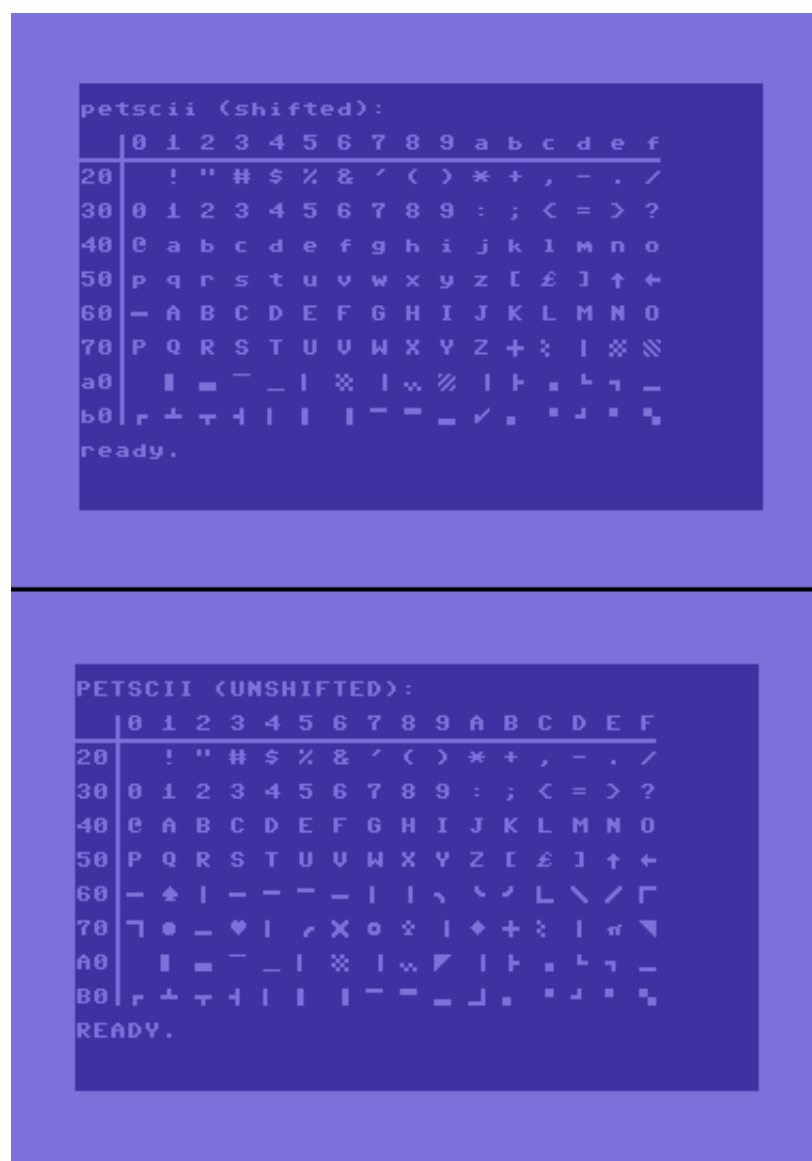 petscii (shifted):
0 1 2 3 4 5 6 7 8 9 a b c d e f
20 ! " # $ % & ´ ( ) * + , - . /
30 0 1 2 3 4 5 6 7 8 9 : ; < = > ?
40 @ a b c d e f g h i j k l m n o
50 p q r s t u v w x y z [ £ ] ↑ ←
60 ─ A B C D E F G H I J K L M N O
70 P Q R S T U V W X Y Z ┼ │
a0
b0 ┌ ┴ ┬ ┤ ✓
ready.
PETSCII (UNSHIFTED):
0 1 2 3 4 5 6 7 8 9 A B C D E F
20 ! " # $ % & ´ ( ) * + , - . /
30 0 1 2 3 4 5 6 7 8 9 : ; < = > ?
40 @ A B C D E F G H I J K L M N O
50 P Q R S T U V W X Y Z [ £ ] ↑ ←
60 ─ ♠ │
70 ● ♥ ╳ ○ ♣ │ ♦ ┼ │ π ◥
A0
B0 ┌ ┴ ┬ ┤
READY.